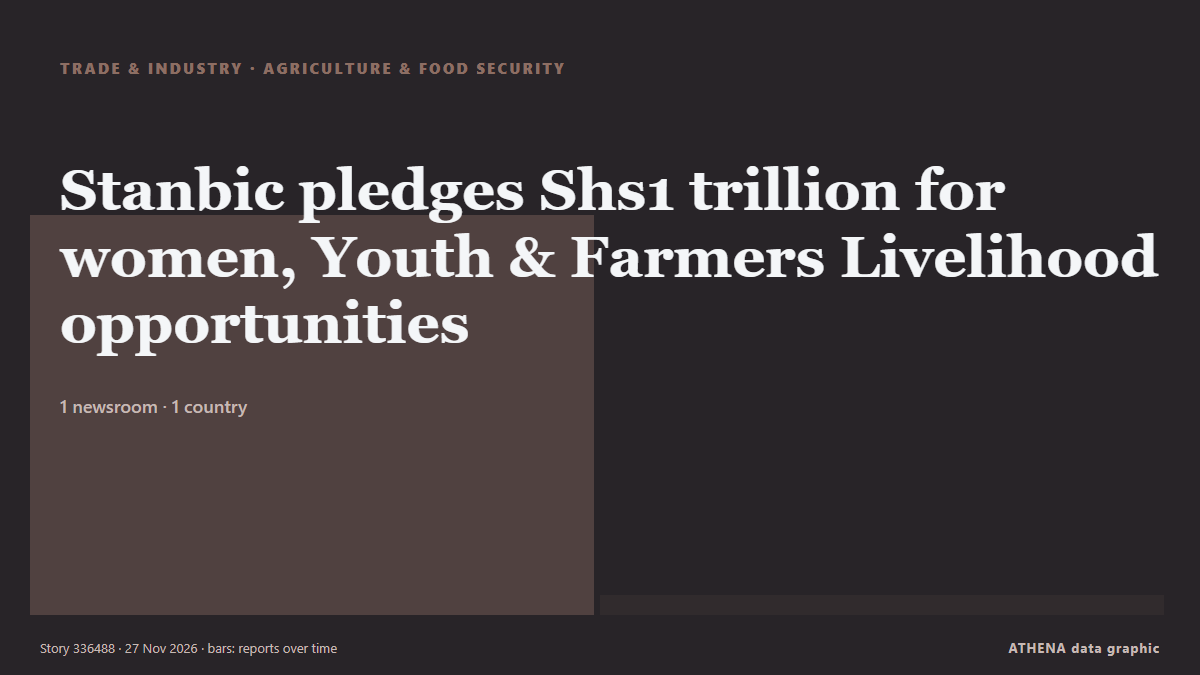 TRADE & INDUSTRY · AGRICULTURE & FOOD SECURITY
Stanbic pledges Shs1 trillion for
women, Youth & Farmers Livelihood
opportunities
1 newsroom · 1 country
Story 336488 · 27 Nov 2026 · bars: reports over time
ATHENA data graphic